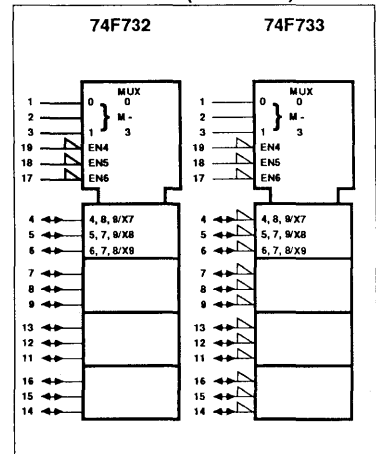 74F732 74F733
MUX
1 0 0
2 } M -
3 1 3
19 EN4
18 EN5
17 EN6
4 4, 8, 9/X7
5 5, 7, 9/X8
6 6, 7, 8/X9
7
8
9
13
12
11
16
15
14
MUX
1 0 0
2 } M -
3 1 3
19 EN4
18 EN5
17 EN6
4 4, 8, 9/X7
5 5, 7, 9/X8
6 6, 7, 8/X9
7
8
9
13
12
11
16
15
14